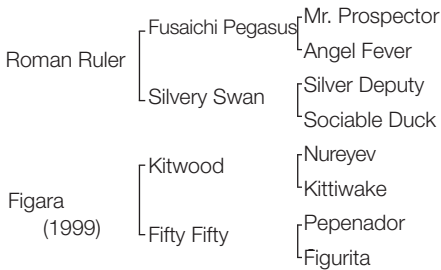 Roman Ruler
Fusaichi Pegasus
Mr. Prospector
Angel Fever
Silvery Swan
Silver Deputy
Sociable Duck
Figara
(1999)
Kitwood
Nureyev
Kittiwake
Fifty Fifty
Pepenador
Figurita